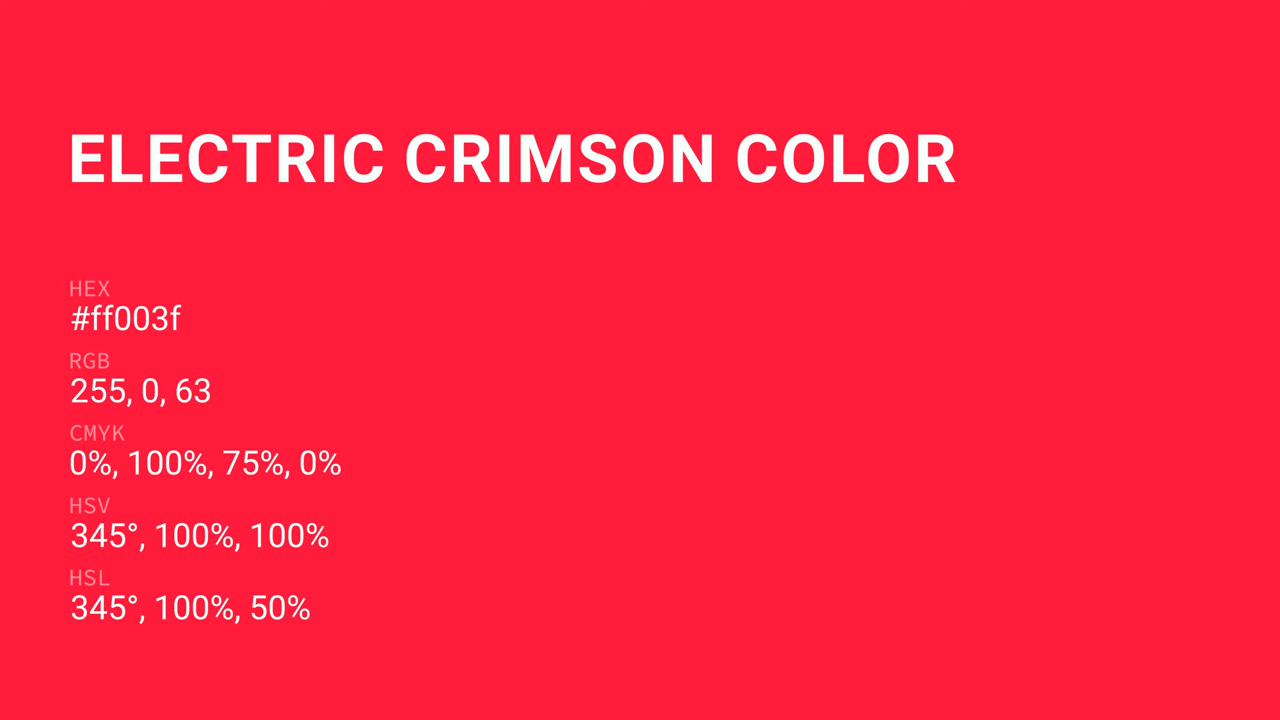 ELECTRIC CRIMSON COLOR
HEX
#ff003f
RGB
255, 0, 63
CMYK
0%, 100%, 75%, 0%
HSV
345°, 100%, 100%
HSL
345°, 100%, 50%